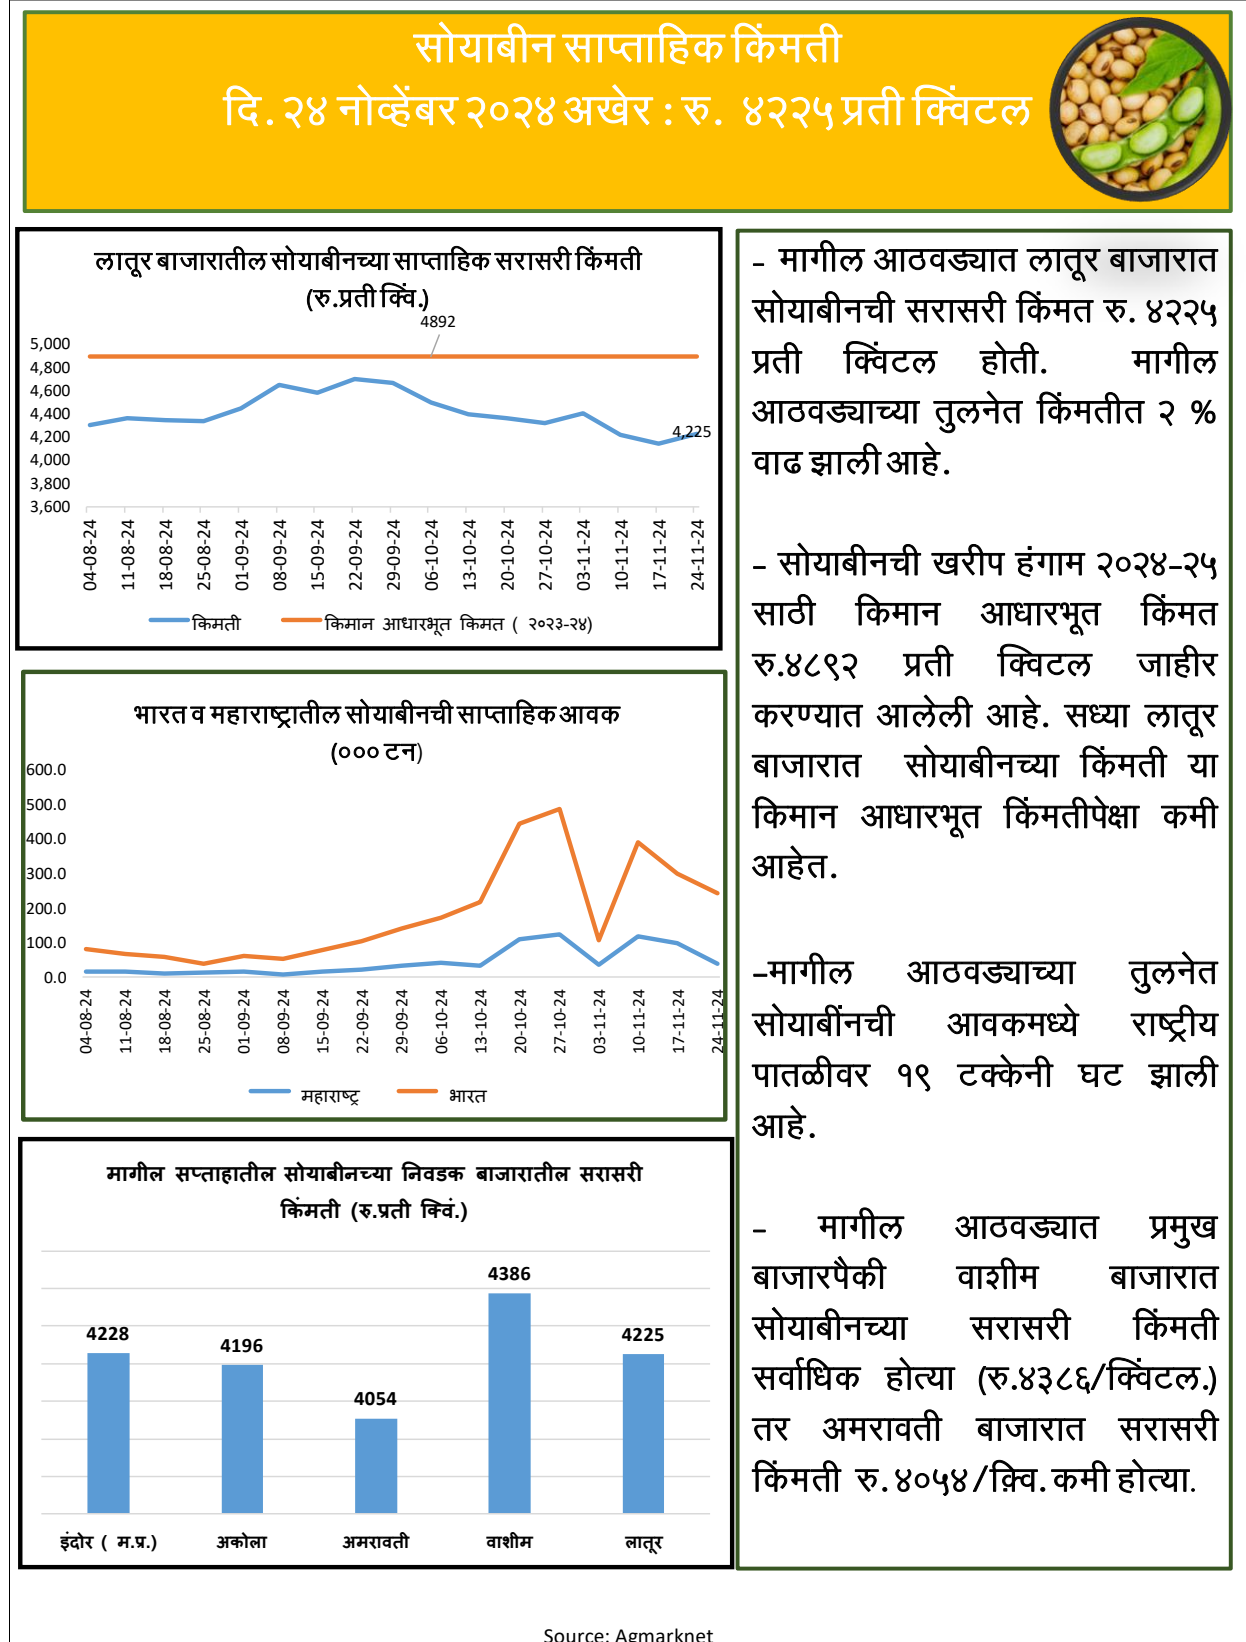 सोयाबीन साप्ताहिक किंमती
दि. २४ नोव्हेंबर २०२४ अखेर : रु. ४२२५ प्रती क्विंटल
लातूर बाजारातील सोयाबीनच्या साप्ताहिक सरासरी किंमती
(रु.प्रती क्विं.)
4892
5,000
4,800
4,600
4,400
4,200
4,000
3,800
3,600
4,225
04-08-24
11-08-24
18-08-24
25-08-24
01-09-24
08-09-24
15-09-24
22-09-24
29-09-24
06-10-24
13-10-24
20-10-24
27-10-24
03-11-24
10-11-24
17-11-24
24-11-24
किमती
किमान आधारभूत किमत ( २०२३-२४)
भारत व महाराष्ट्रातील सोयाबीनची साप्ताहिक आवक
(००० टन)
600.0
500.0
400.0
300.0
200.0
100.0
0.0
04-08-24
11-08-24
18-08-24
25-08-24
01-09-24
08-09-24
15-09-24
22-09-24
29-09-24
06-10-24
13-10-24
20-10-24
27-10-24
03-11-24
10-11-24
17-11-24
24-11-24
महाराष्ट्र
भारत
मागील सप्ताहातील सोयाबीनच्या निवडक बाजारातील सरासरी
किंमती (रु.प्रती क्विं.)
4228
4196
4054
4386
4225
इंदोर ( म.प्र.)
अकोला
अमरावती
वाशीम
लातूर
- मागील आठवड्यात लातूर बाजारात
सोयाबीनची सरासरी किंमत रु. ४२२५
प्रती क्विंटल होती. मागील
आठवड्याच्या तुलनेत किंमतीत २ %
वाढ झाली आहे.
- सोयाबीनची खरीप हंगाम २०२४-२५
साठी किमान आधारभूत किंमत
रु.४८९२ प्रती क्विटल जाहीर
करण्यात आलेली आहे. सध्या लातूर
बाजारात सोयाबीनच्या किंमती या
किमान आधारभूत किंमतीपेक्षा कमी
आहेत.
-मागील आठवड्याच्या तुलनेत
सोयाबींनची आवकमध्ये राष्ट्रीय
पातळीवर १९ टक्केनी घट झाली
आहे.
- मागील आठवड्यात प्रमुख
बाजारपैकी वाशीम बाजारात
सोयाबीनच्या सरासरी किंमती
सर्वाधिक होत्या (रु.४३८६/क्विंटल.)
तर अमरावती बाजारात सरासरी
किंमती रु. ४०५४ /क़्वि. कमी होत्या.
Source: Agmarknet